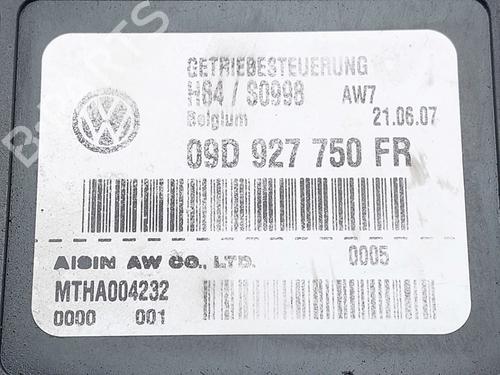 GETRIEBESTEUERUNG
H64 / S0998 AW7
Belgium 21.06.07
09D 927 750 FR
AISIN AW CO., LTD. 0005
MTHA004232
0000 001